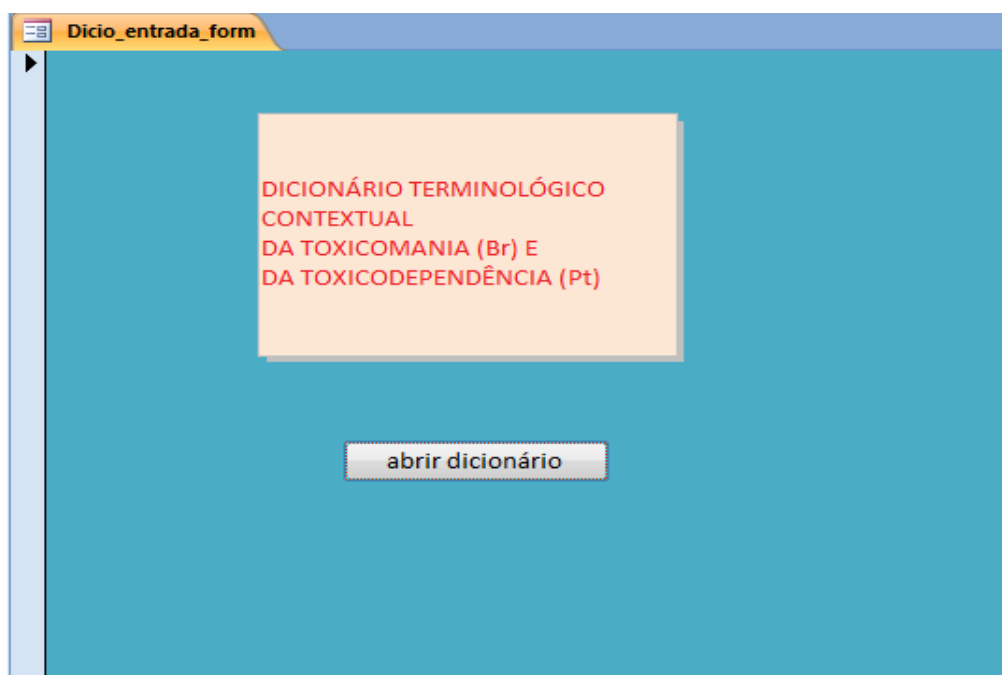 Dicio_entrada_form
DICIONÁRIO TERMINOLÓGICO
CONTEXTUAL
DA TOXICOMANIA (Br) E
DA TOXICODEPENDÊNCIA (Pt)
abrir dicionário